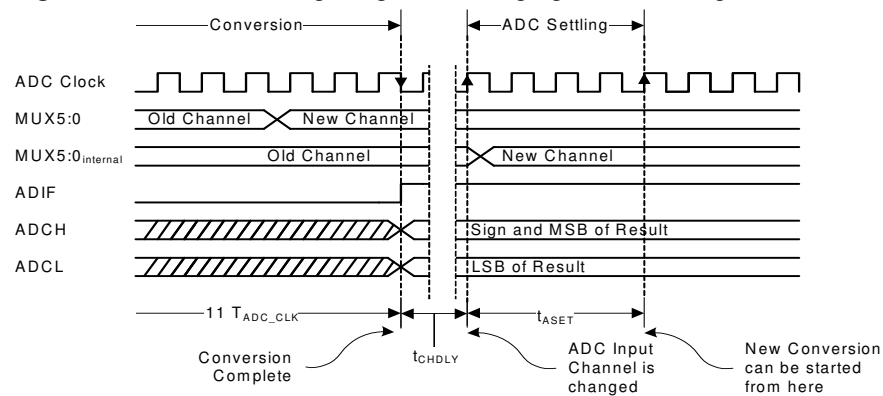 Conversion
ADC Settling
ADC Clock
MUX5:0
Old Channel
New Channel
MUX5:0internal
Old Channel
New Channel
ADIF
ADCH
Sign and MSB of Result
ADCL
LSB of Result
11 TADC_CLK
tCHDLY
tASET
Conversion
Complete
ADC Input
Channel is
changed
New Conversion
can be started
from here